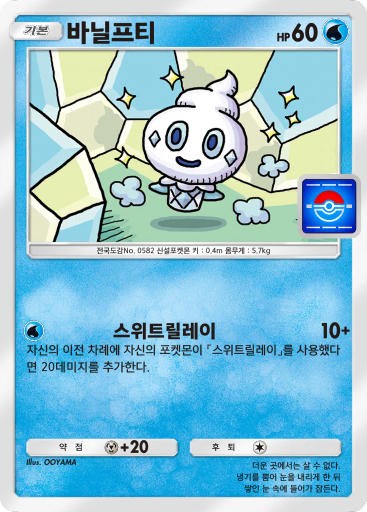 기본 바닐프티 HP 60
전국도감No. 0582 신설포켓몬 키 : 0.4m 몸무게 : 5.7kg
스위트릴레이 10+
자신의 이전 차례에 자신의 포켓몬이 「스위트릴레이」를 사용했다
면 20데미지를 추가한다.
약 점 +20 후 퇴
Illus. OOYAMA
더운 곳에서는 살 수 없다.
냉기를 뿜어 눈을 내리게 한 뒤
쌓인 눈 속에 들어가 잠든다.